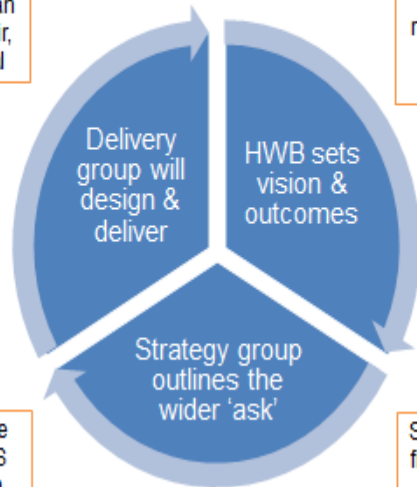 Delivery
group will
design &
deliver
HWB sets
vision &
outcomes
Strategy group
outlines the
wider ‘ask’